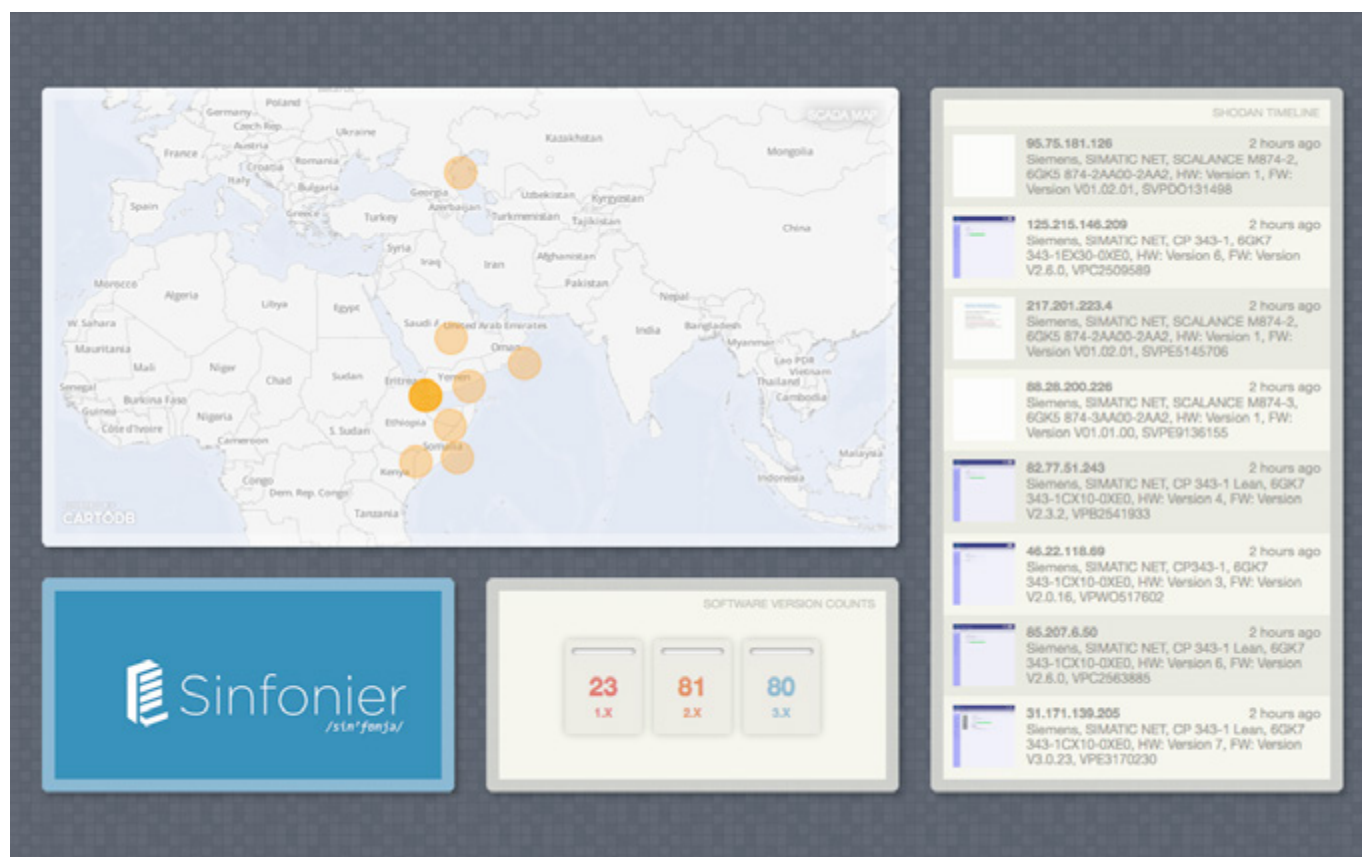 SCADA MAP
Poland
Germany
Czech Rep.
Ukraine
Kazakhstan
Mongolia
France
Austria
Croatia
Romania
Italy
Bulgaria
Georgia
Uzbekistan
Kyrgyzstan
Spain
Greece
Turkey
Azerbaijan
Turkmenistan
Tajikistan
China
Syria
Iraq
Iran
Afghanistan
Morocco
Algeria
Libya
Egypt
Pakistan
Nepal
W. Sahara
Saudi A
United Arab Emirates
India
Bangladesh
Mauritania
Oman
Myanmar
Mali
Niger
Chad
Sudan
Eritrea
Yemen
Lao PDR
Vietnam
Thailand
Senegal
Burkina Faso
Cambodia
Guinea
Nigeria
Côte d'Ivoire
S. Sudan
Ethiopia
Cameroon
Somalia
Malaysia
Kenya
Congo
Indonesia
Dem. Rep. Congo
Tanzania
CARTODB
Sinfonier
/sin'fonja/
SOFTWARE VERSION COUNTS
23 81 80
1.X 2.X 3.X
SHODAN TIMELINE
95.75.181.126 2 hours ago
Siemens, SIMATIC NET, SCALANCE M874-2,
6GK5 874-2AA00-2AA2, HW: Version 1, FW:
Version V01.02.01, SVPDO131498
125.215.146.209 2 hours ago
Siemens, SIMATIC NET, CP 343-1, 6GK7
343-1EX30-0XE0, HW: Version 6, FW: Version
V2.6.0, VPC2509589
217.201.223.4 2 hours ago
Siemens, SIMATIC NET, SCALANCE M874-2,
6GK5 874-2AA00-2AA2, HW: Version 1, FW:
Version V01.02.01, SVPE5145706
88.28.200.226 2 hours ago
Siemens, SIMATIC NET, SCALANCE M874-3,
6GK5 874-3AA00-2AA2, HW: Version 1, FW:
Version V01.01.00, SVPE9136155
82.77.51.243 2 hours ago
Siemens, SIMATIC NET, CP 343-1 Lean, 6GK7
343-1CX10-0XE0, HW: Version 4, FW: Version
V2.3.2, VPB2541933
46.22.118.69 2 hours ago
Siemens, SIMATIC NET, CP343-1, 6GK7
343-1CX10-0XE0, HW: Version 3, FW: Version
V2.0.16, VPWO517602
85.207.6.50 2 hours ago
Siemens, SIMATIC NET, CP 343-1 Lean, 6GK7
343-1CX10-0XE0, HW: Version 6, FW: Version
V2.6.0, VPC2563885
31.171.139.205 2 hours ago
Siemens, SIMATIC NET, CP 343-1 Lean, 6GK7
343-1CX10-0XE0, HW: Version 7, FW: Version
V3.0.23, VPE3170230